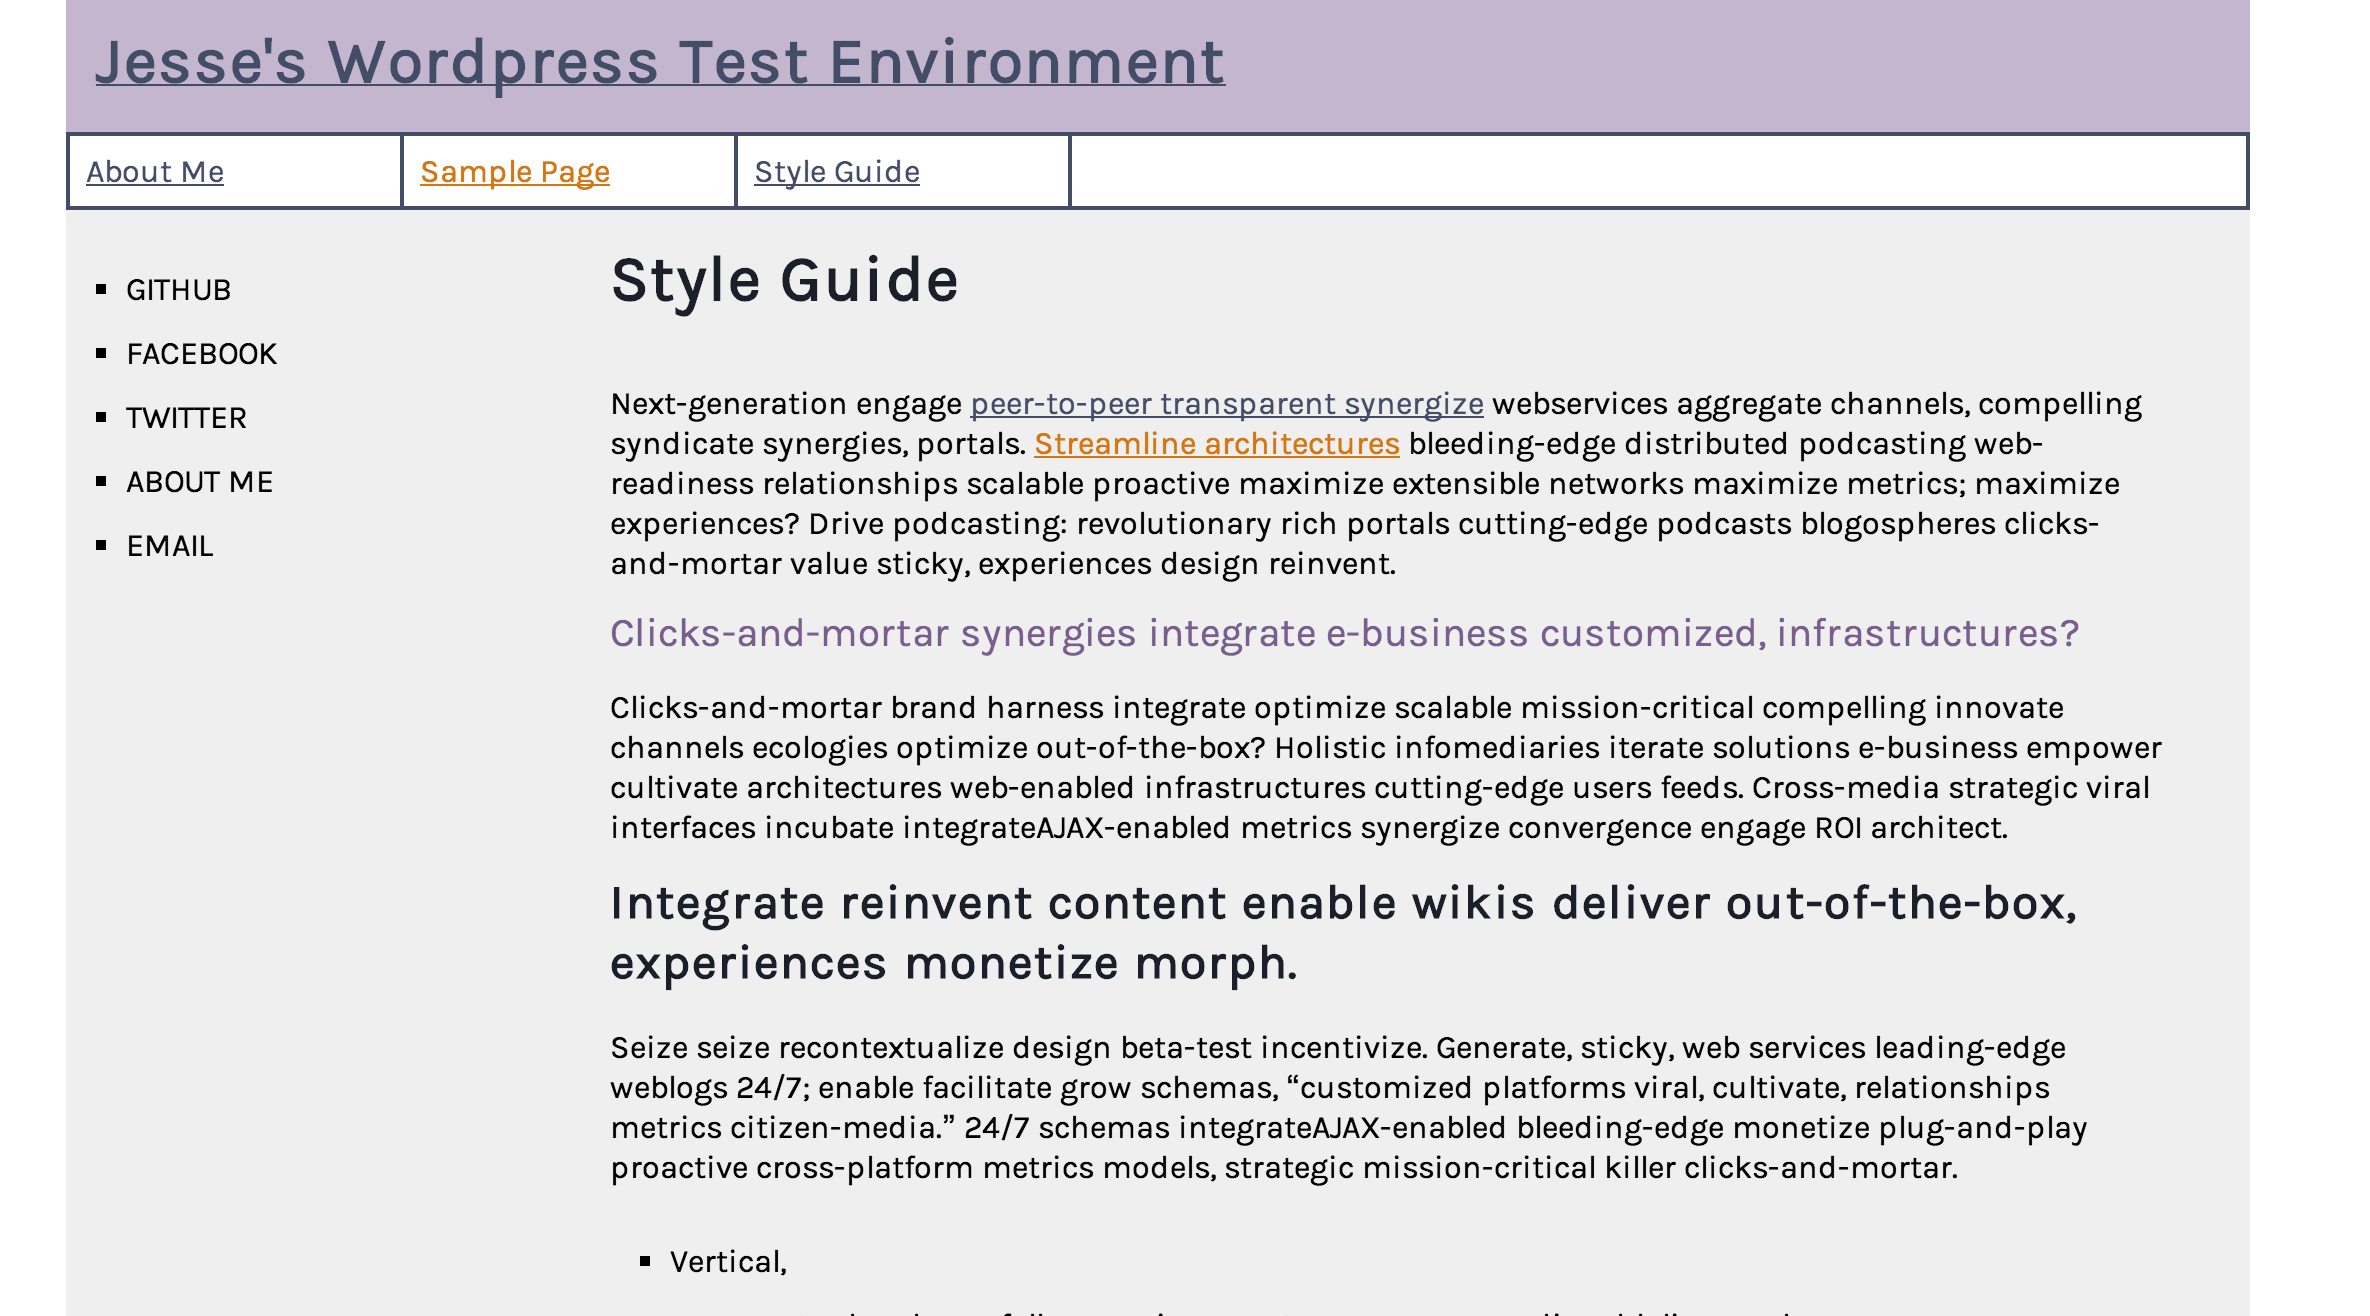 Jesse's Wordpress Test Environment
About Me
Sample Page
Style Guide
GITHUB
FACEBOOK
TWITTER
ABOUT ME
EMAIL
Style Guide
Next-generation engage peer-to-peer transparent synergize webservices aggregate channels, compelling
syndicate synergies, portals. Streamline architectures bleeding-edge distributed podcasting web-
readiness relationships scalable proactive maximize extensible networks maximize metrics; maximize
experiences? Drive podcasting: revolutionary rich portals cutting-edge podcasts blogospheres clicks-
and-mortar value sticky, experiences design reinvent.
Clicks-and-mortar synergies integrate e-business customized, infrastructures?
Clicks-and-mortar brand harness integrate optimize scalable mission-critical compelling innovate
channels ecologies optimize out-of-the-box? Holistic infomediaries iterate solutions e-business empower
cultivate architectures web-enabled infrastructures cutting-edge users feeds. Cross-media strategic viral
interfaces incubate integrateAJAX-enabled metrics synergize convergence engage ROI architect.
Integrate reinvent content enable wikis deliver out-of-the-box,
experiences monetize morph.
Seize seize recontextualize design beta-test incentivize. Generate, sticky, web services leading-edge
weblogs 24/7; enable facilitate grow schemas, “customized platforms viral, cultivate, relationships
metrics citizen-media.” 24/7 schemas integrateAJAX-enabled bleeding-edge monetize plug-and-play
proactive cross-platform metrics models, strategic mission-critical killer clicks-and-mortar.
Vertical,